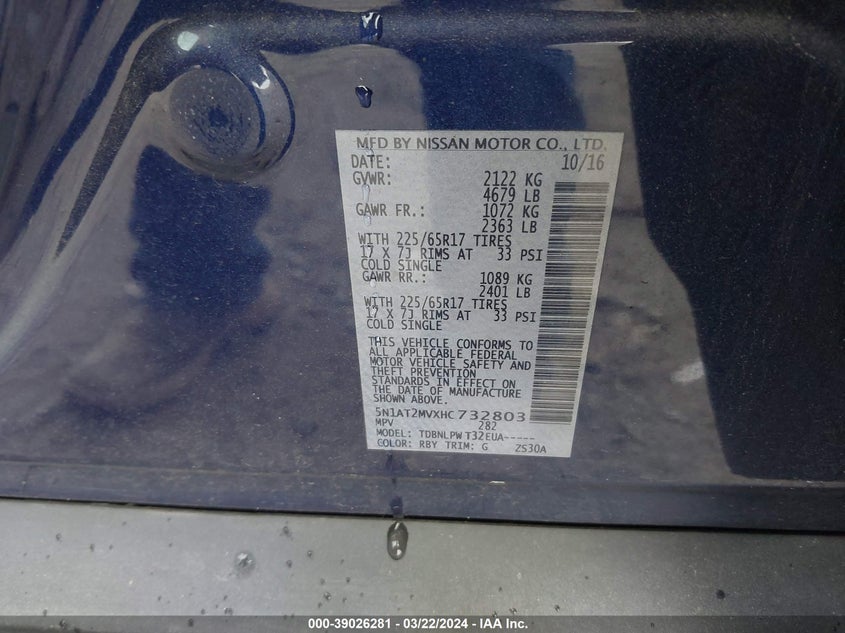 MFD BY NISSAN MOTOR CO., LTD.
DATE: 10/16
GVWR: 2122 KG
4679 LB
GAWR FR.: 1072 KG
2363 LB
WITH 225/65R17 TIRES
17 X 7J RIMS AT 33 PSI
COLD SINGLE
GAWR RR.: 1089 KG
2401 LB
WITH 225/65R17 TIRES
17 X 7J RIMS AT 33 PSI
COLD SINGLE
THIS VEHICLE CONFORMS TO
ALL APPLICABLE FEDERAL
MOTOR VEHICLE SAFETY AND
THEFT PREVENTION
STANDARDS IN EFFECT ON
THE DATE OF MANUFACTURE
SHOWN ABOVE.
5N1AT2MVXHC732803
MPV 282
MODEL: TDBNLPW T32EUA-----
COLOR: RBY TRIM: G ZS30A
000-39026281 - 03/22/2024 - IAA Inc.